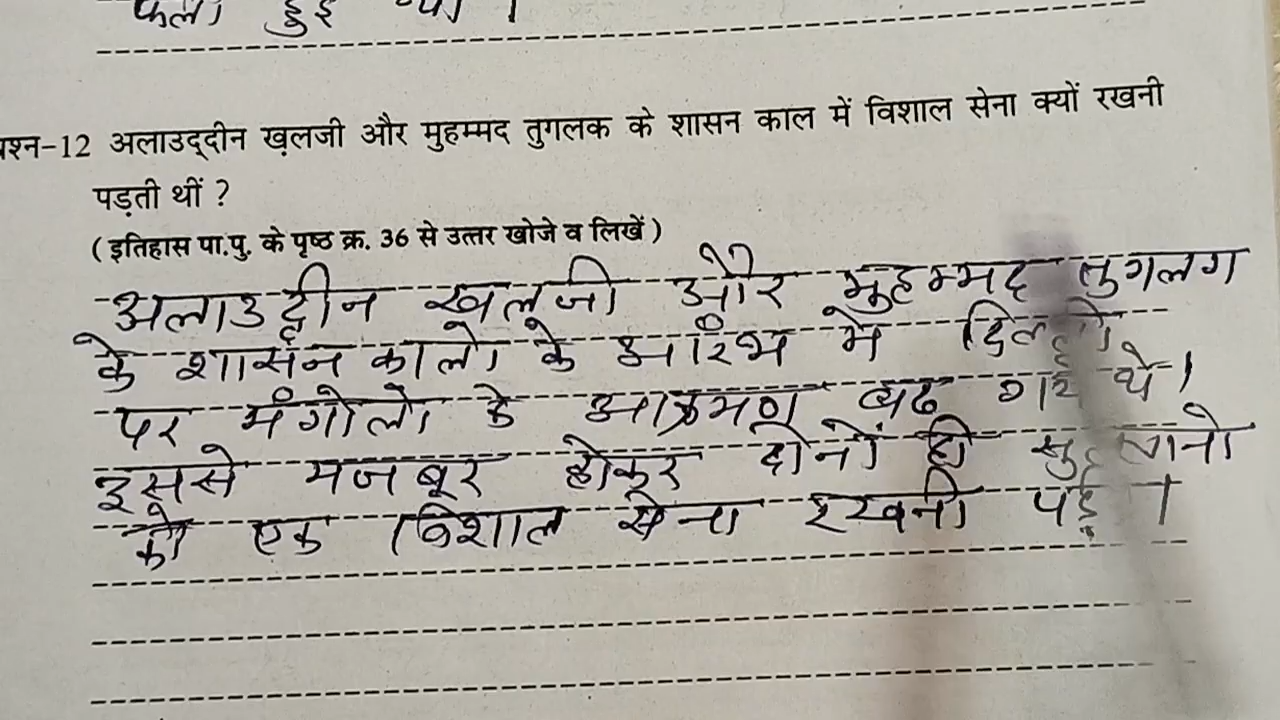 हुई थी ।
प्रश्न-12 अलाउद्दीन ख़लजी और मुहम्मद तुगलक के शासन काल में विशाल सेना क्यों रखनी
पड़ती थीं ?
( इतिहास पा.पु. के पृष्ठ क्र. 36 से उत्तर खोजे व लिखें )
अलाउद्दीन खलजी और मुहम्मद तुगलग
के शासन कालो के आरंभ में
पर मंगोलो के आक्रमण बढ गये थे ।
इससे मजबूर होकर दोनों ही
को एक विशाल सेना रखनी पड़ी ।